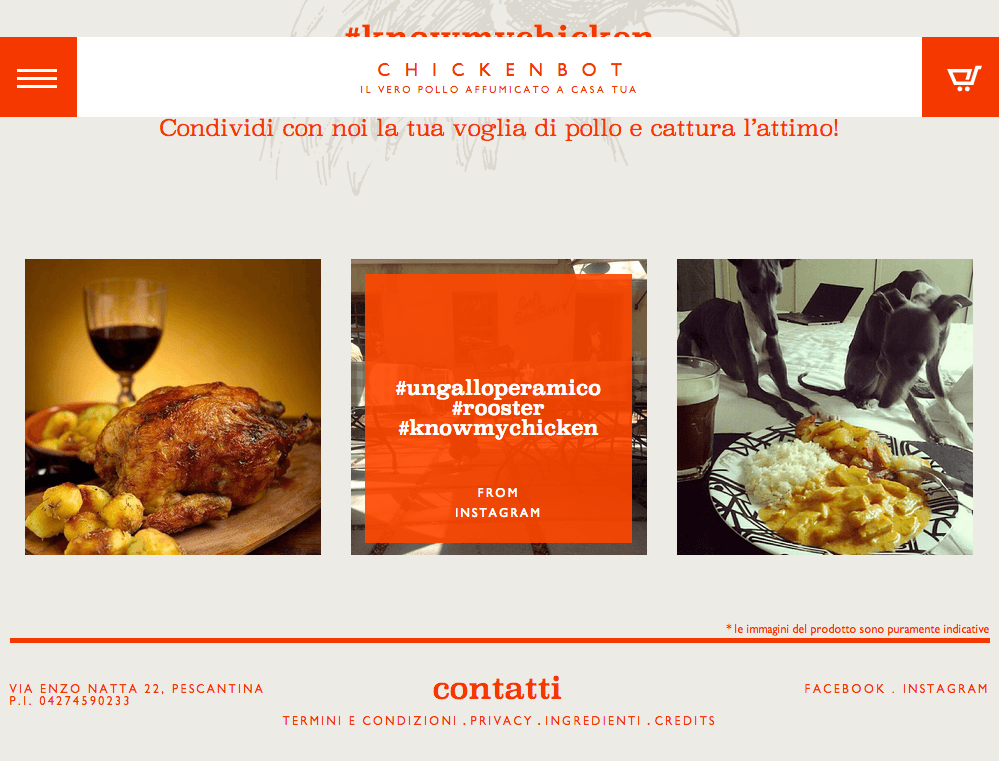 #knowmychicken
CHICKENBOT
IL VERO POLLO AFFUMICATO A CASA TUA
Condividi con noi la tua voglia di pollo e cattura l'attimo!
#ungalloperamico
#rooster
#knowmychicken
FROM
INSTAGRAM
* le immagini del prodotto sono puramente indicative
VIA ENZO NATTA 22, PESCANTINA
P.I. 04274590233
contatti
FACEBOOK . INSTAGRAM
TERMINI E CONDIZIONI . PRIVACY . INGREDIENTI . CREDITS